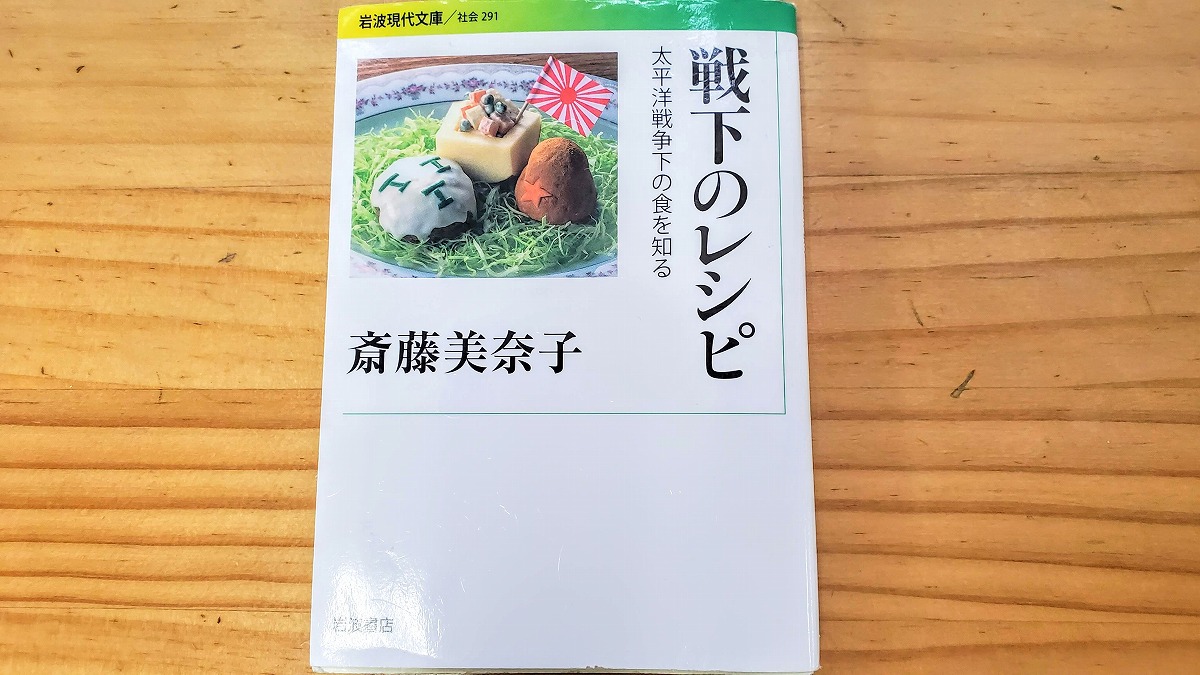 岩波現代文庫/社会 291
戦下のレシピ
太平洋戦争下の食を知る
斎藤美奈子
岩波書店